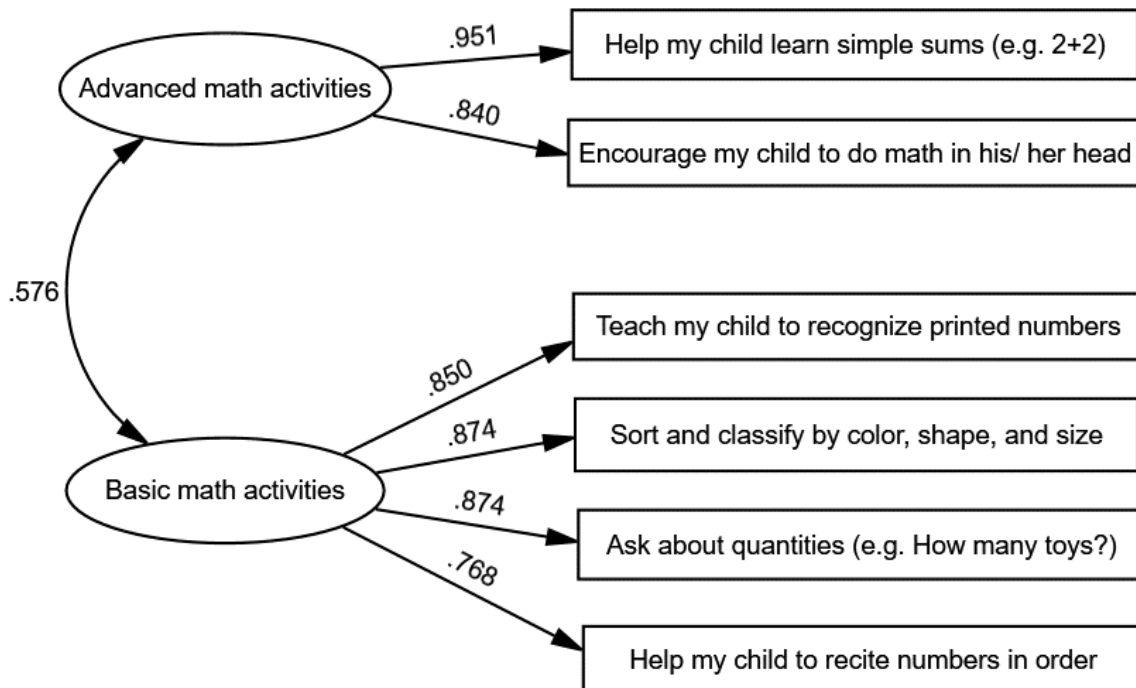 .951
Help my child learn simple sums (e.g. 2+2)
Advanced math activities
.840
Encourage my child to do math in his/ her head
.576
Teach my child to recognize printed numbers
.850
.874
Sort and classify by color, shape, and size
Basic math activities
.874
Ask about quantities (e.g. How many toys?)
.768
Help my child to recite numbers in order